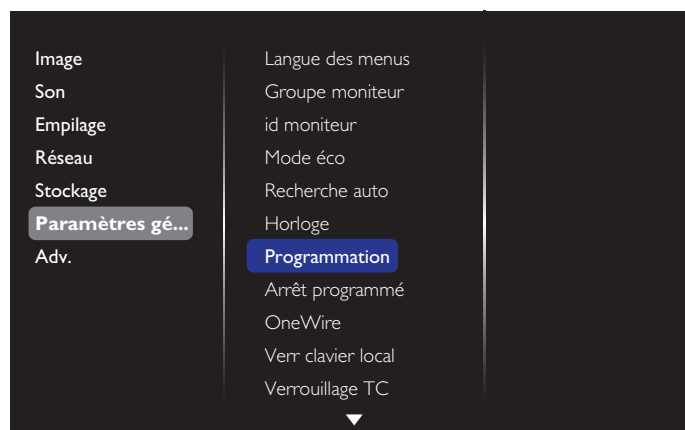 Image
Son
Empilage
Réseau
Stockage
Paramètres gé...
Adv.
Langue des menus
Groupe moniteur
id moniteur
Mode éco
Recherche auto
Horloge
Programmation
Arrêt programmé
OneWire
Verr clavier local
Verrouillage TC